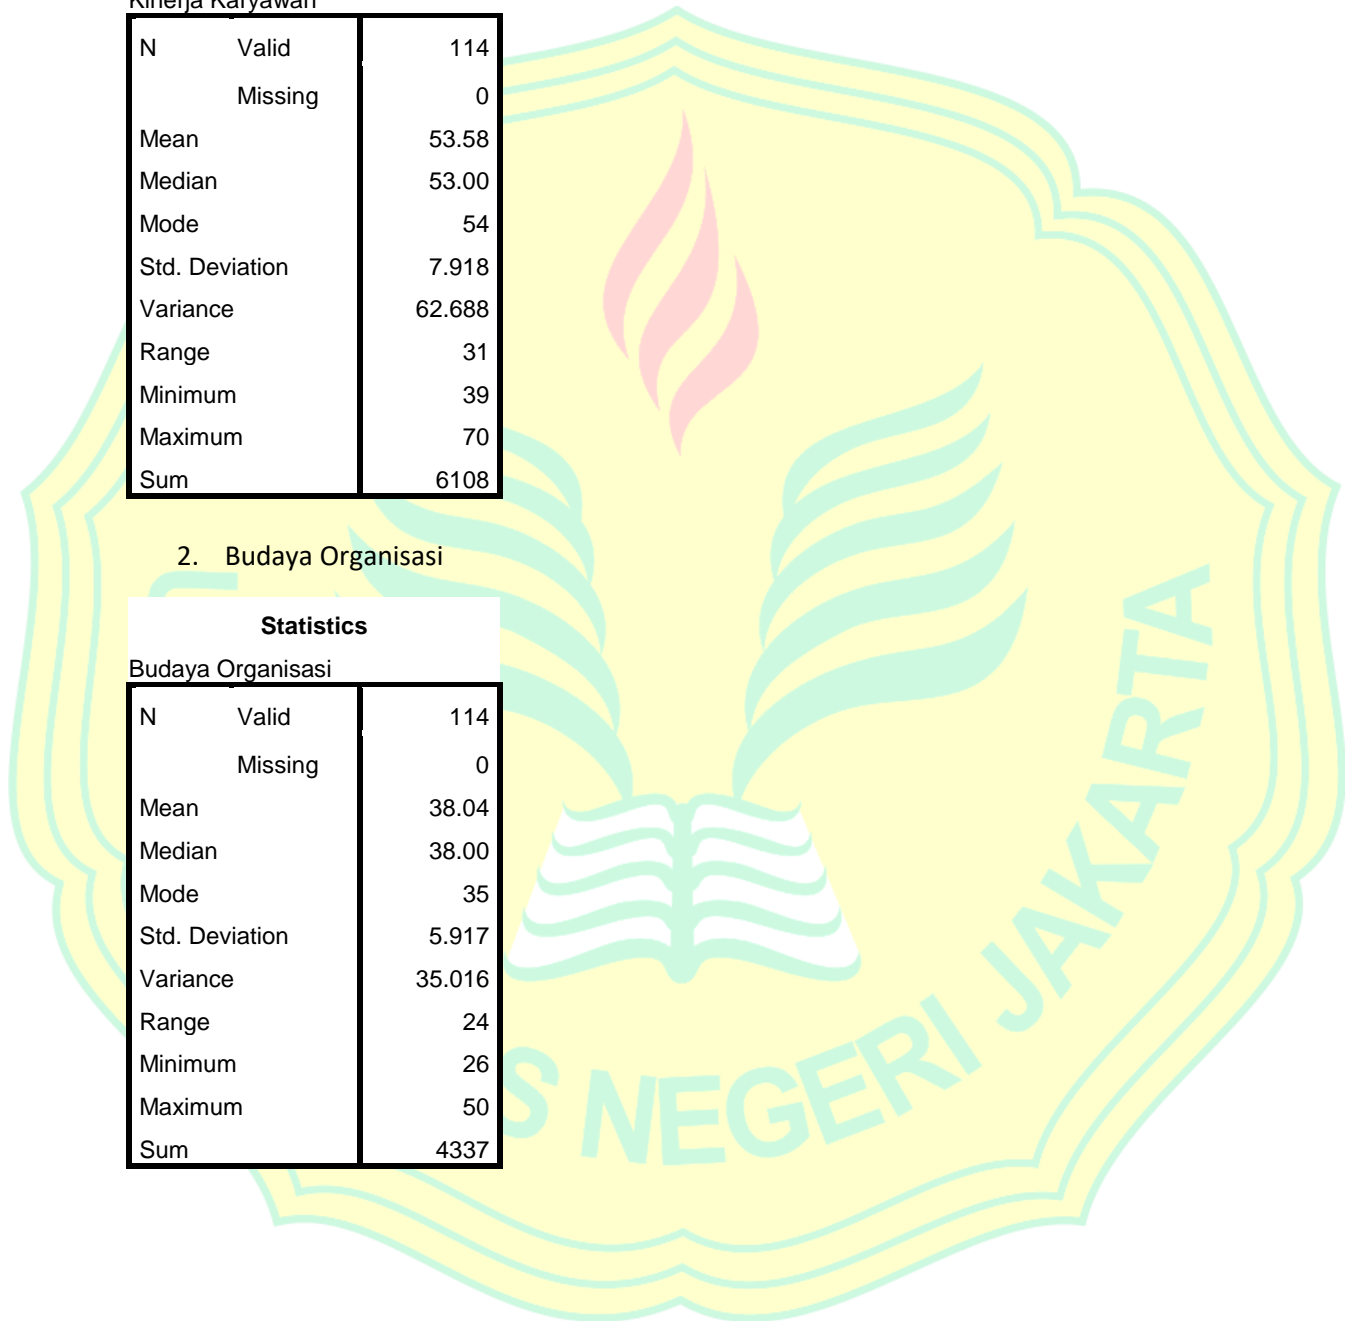 Kinerja Karyawan
N Valid 114
Missing 0
Mean 53.58
Median 53.00
Mode 54
Std. Deviation 7.918
Variance 62.688
Range 31
Minimum 39
Maximum 70
Sum 6108
2. Budaya Organisasi
Statistics
Budaya Organisasi
N Valid 114
Missing 0
Mean 38.04
Median 38.00
Mode 35
Std. Deviation 5.917
Variance 35.016
Range 24
Minimum 26
Maximum 50
Sum 4337
S NEGERI JAKARTA